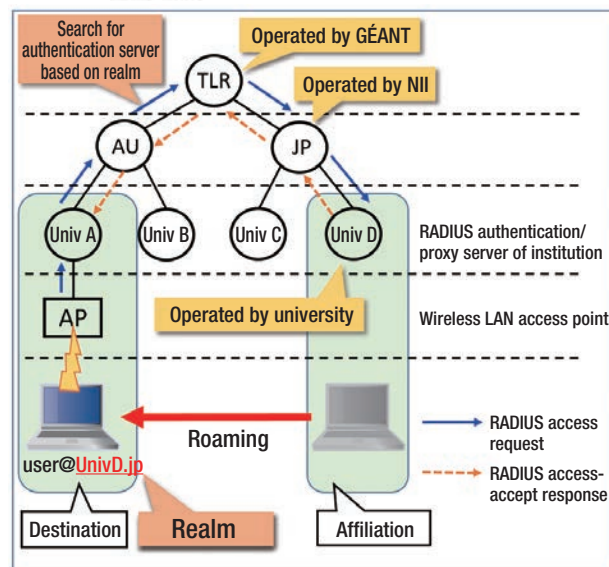 Search for
authentication server
based on realm
Operated by GÉANT
TLR
Operated by NII
AU
JP
Univ A
Univ B
Univ C
Univ D
RADIUS authentication/
proxy server of institution
AP
Operated by university
Wireless LAN access point
Roaming
RADIUS access
request
user@UnivD.jp
RADIUS access-
accept response
Destination
Realm
Affiliation